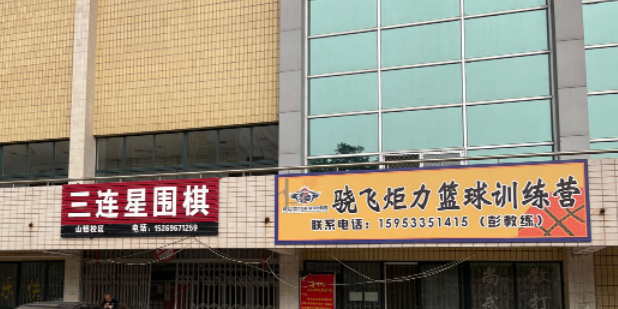 三连星围棋
山铝校区 电话：15269671259
骁飞炬力篮球训练营
联系电话：15953351415（彭教练）